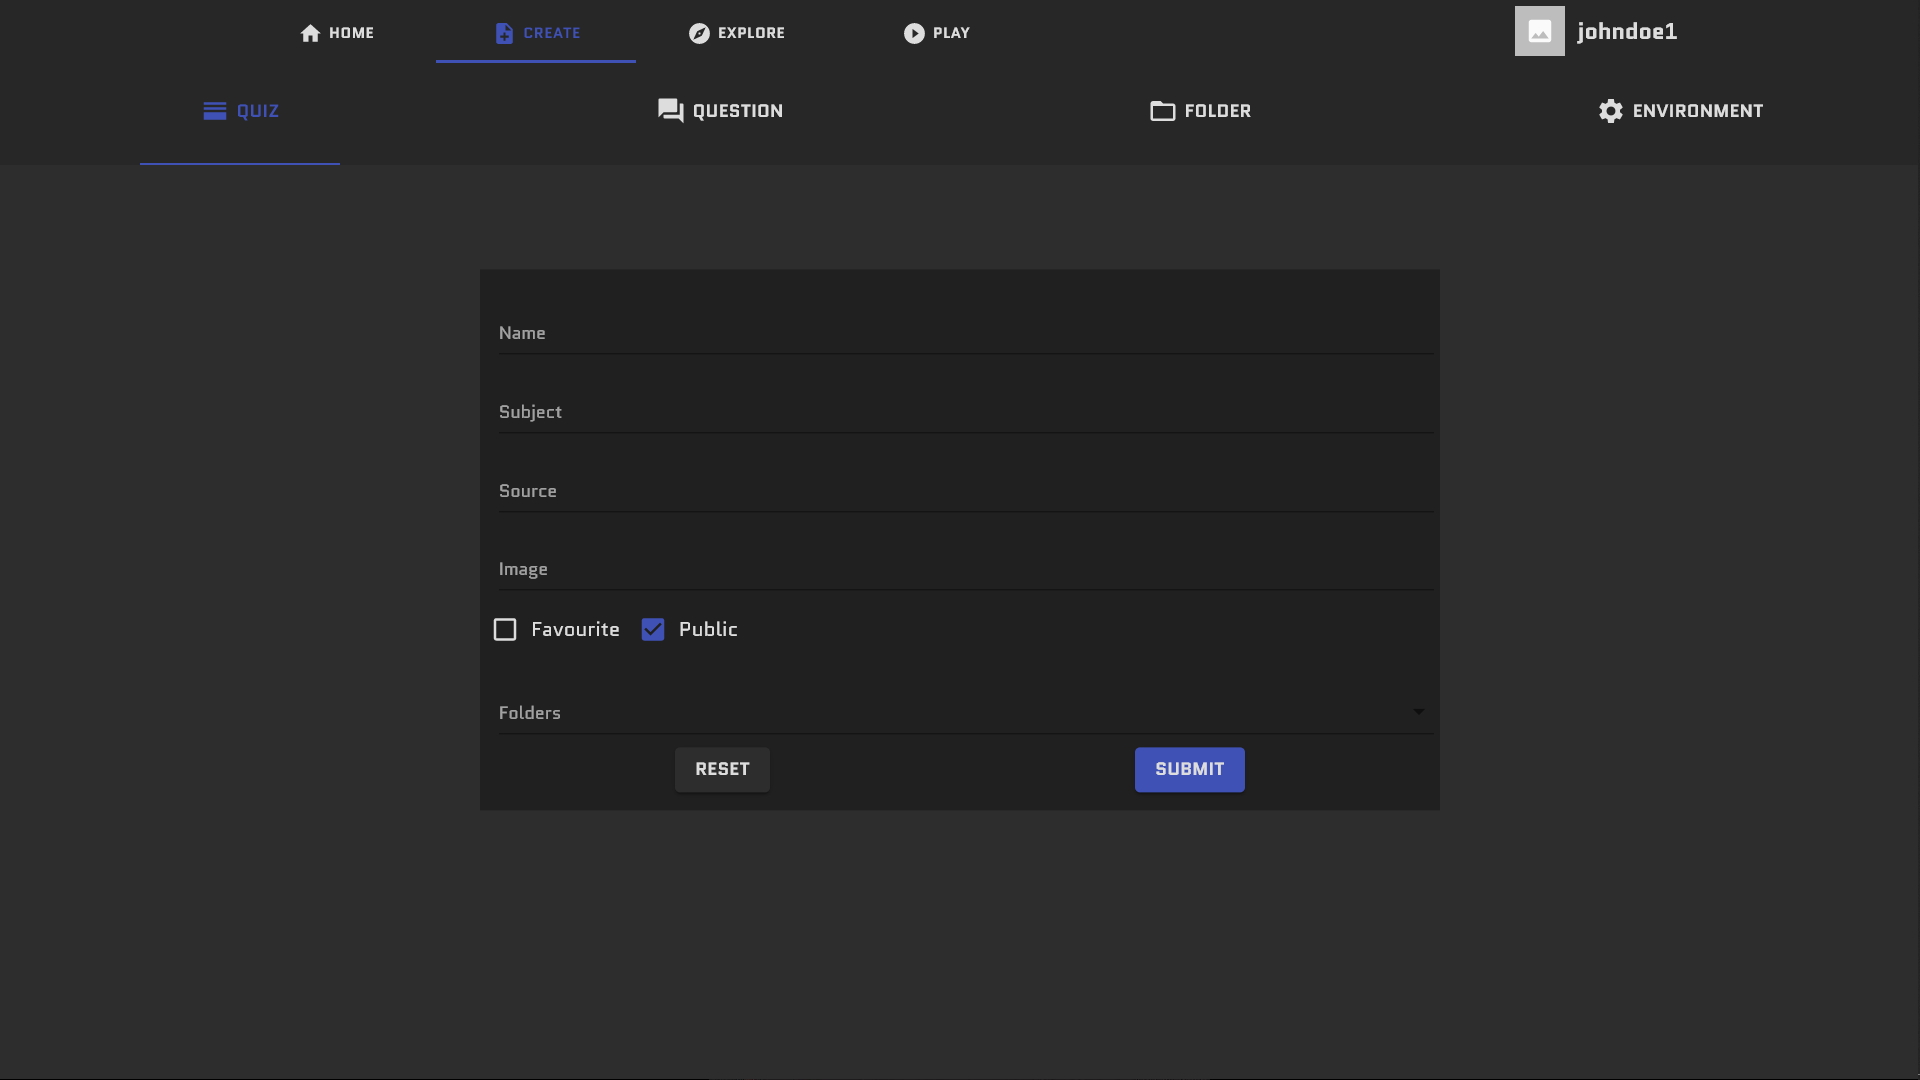 HOME CREATE EXPLORE PLAY johndoe1
QUIZ QUESTION FOLDER ENVIRONMENT
Name
Subject
Source
Image
Favourite Public
Folders
RESET SUBMIT